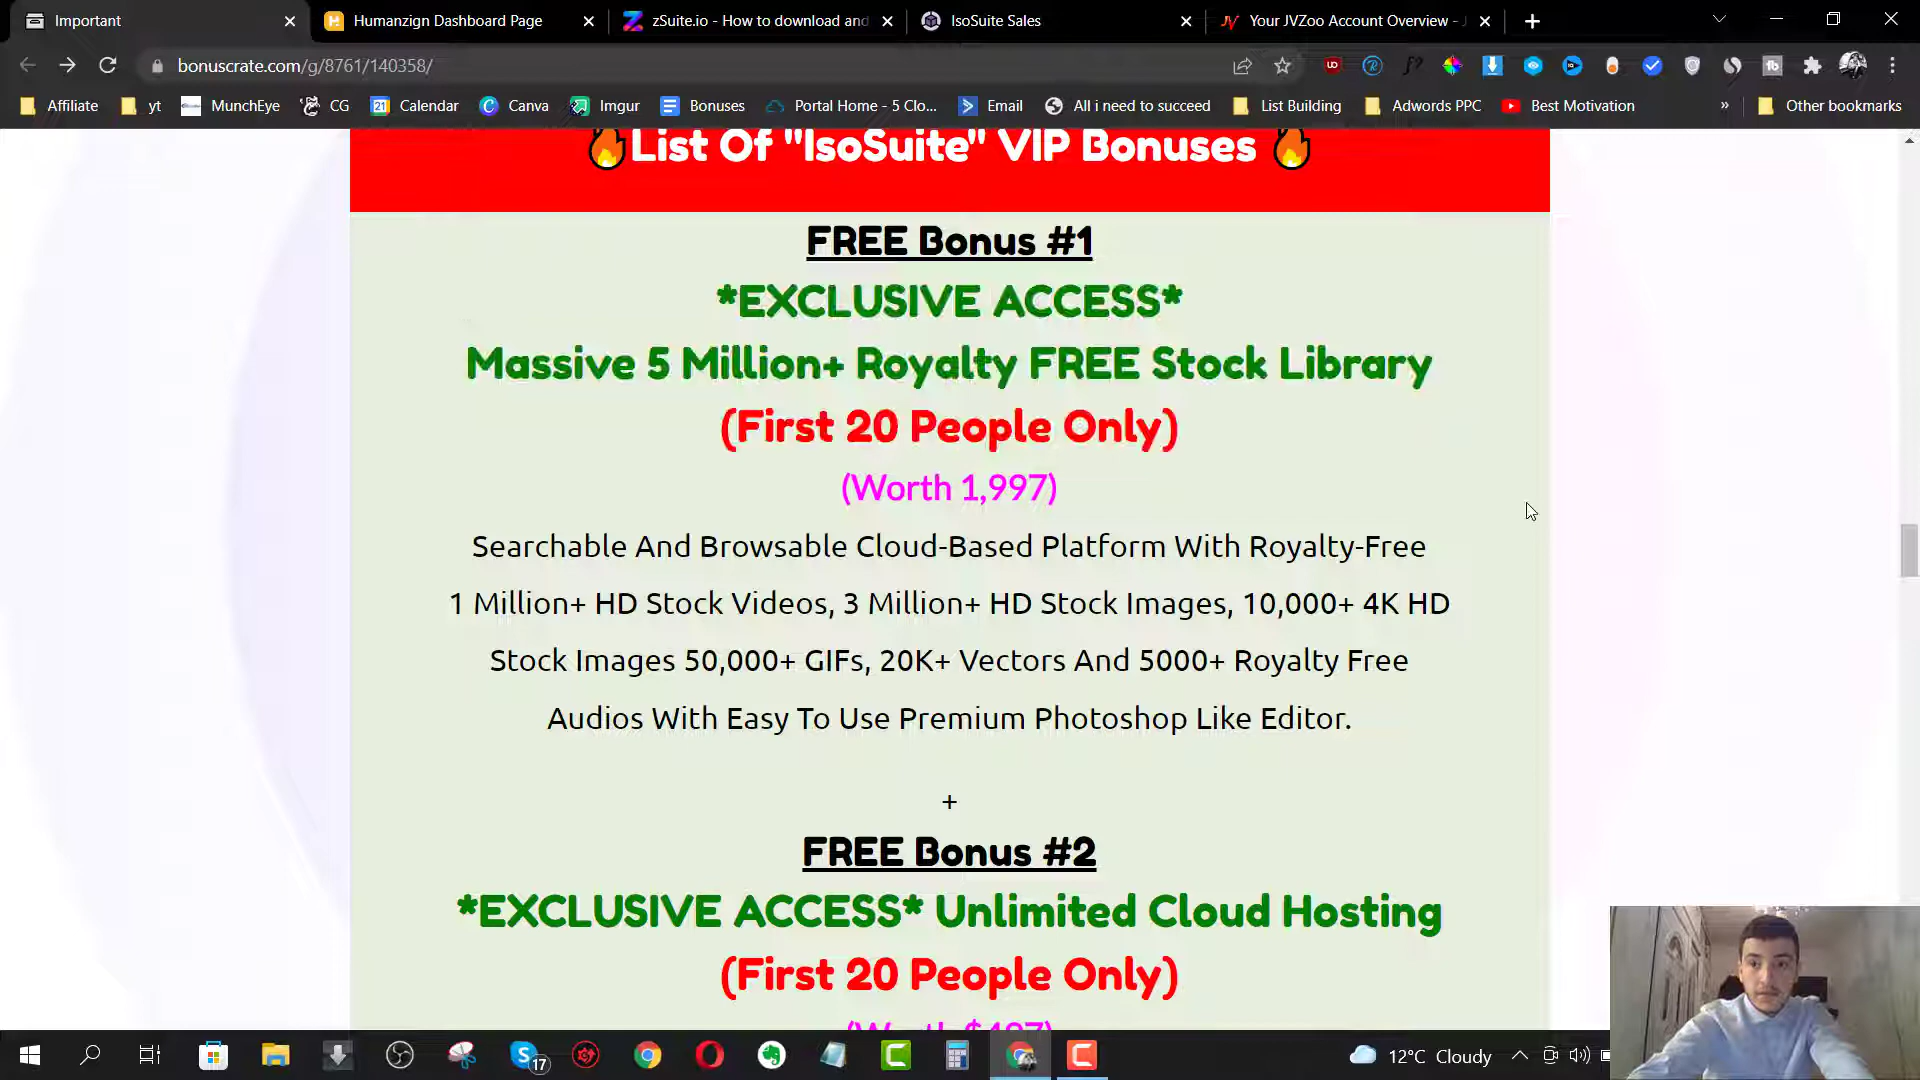 Important
Humanzign Dashboard Page
zSuite.io - How to download and
IsoSuite Sales
Your JVZoo Account Overview - J
bonuscrate.com/g/8761/140358/
Affiliate
yt
MunchEye
CG
Calendar
Canva
Imgur
Bonuses
Portal Home - 5 Clo...
Email
All i need to succeed
List Building
Adwords PPC
Best Motivation
»
Other bookmarks
List Of "IsoSuite" VIP Bonuses
FREE Bonus #1
*EXCLUSIVE ACCESS*
Massive 5 Million+ Royalty FREE Stock Library
(First 20 People Only)
(Worth 1,997)
Searchable And Browsable Cloud-Based Platform With Royalty-Free
1 Million+ HD Stock Videos, 3 Million+ HD Stock Images, 10,000+ 4K HD
Stock Images 50,000+ GIFs, 20K+ Vectors And 5000+ Royalty Free
Audios With Easy To Use Premium Photoshop Like Editor.
+
FREE Bonus #2
*EXCLUSIVE ACCESS* Unlimited Cloud Hosting
(First 20 People Only)
(Worth $497)
17
12°C Cloudy